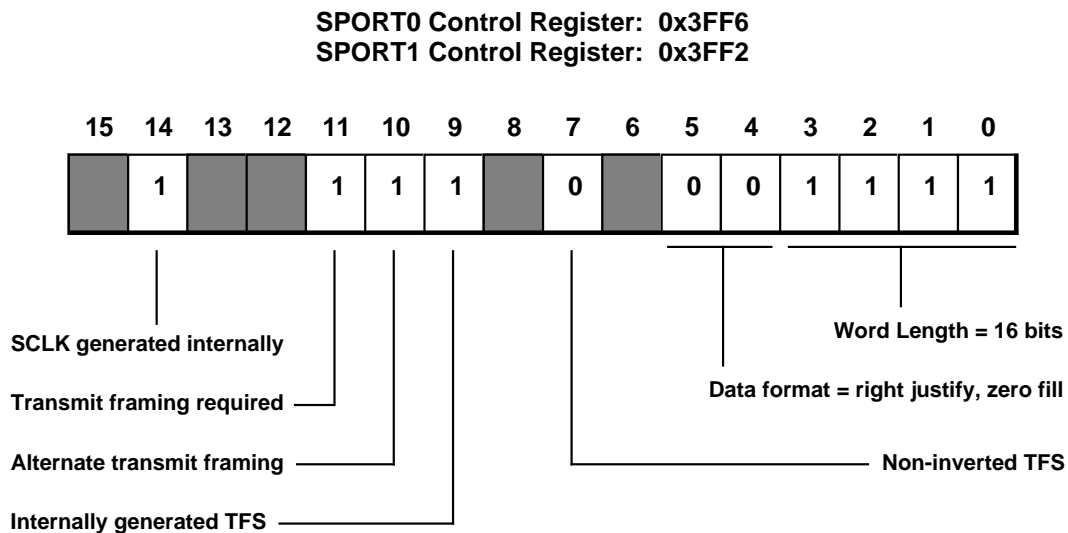 SPORT0 Control Register: 0x3FF6
SPORT1 Control Register: 0x3FF2
15 14 13 12 11 10 9 8 7 6 5 4 3 2 1 0
1 1 1 1 0 0 0 1 1 1 1
SCLK generated internally
Word Length = 16 bits
Transmit framing required
Data format = right justify, zero fill
Alternate transmit framing
Non-inverted TFS
Internally generated TFS